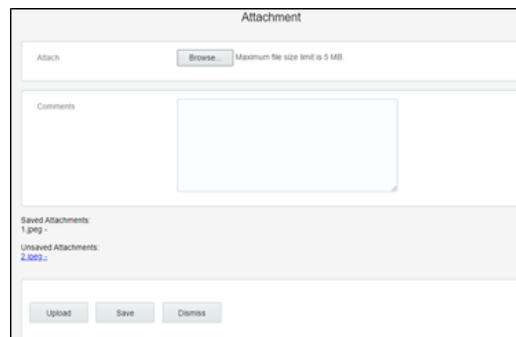 Attachment
Attach
Browse... Maximum file size limit is 5 MB.
Comments
Saved Attachments:
1.jpeg -
Unsaved Attachments:
2.jpeg -
Upload Save Dismiss